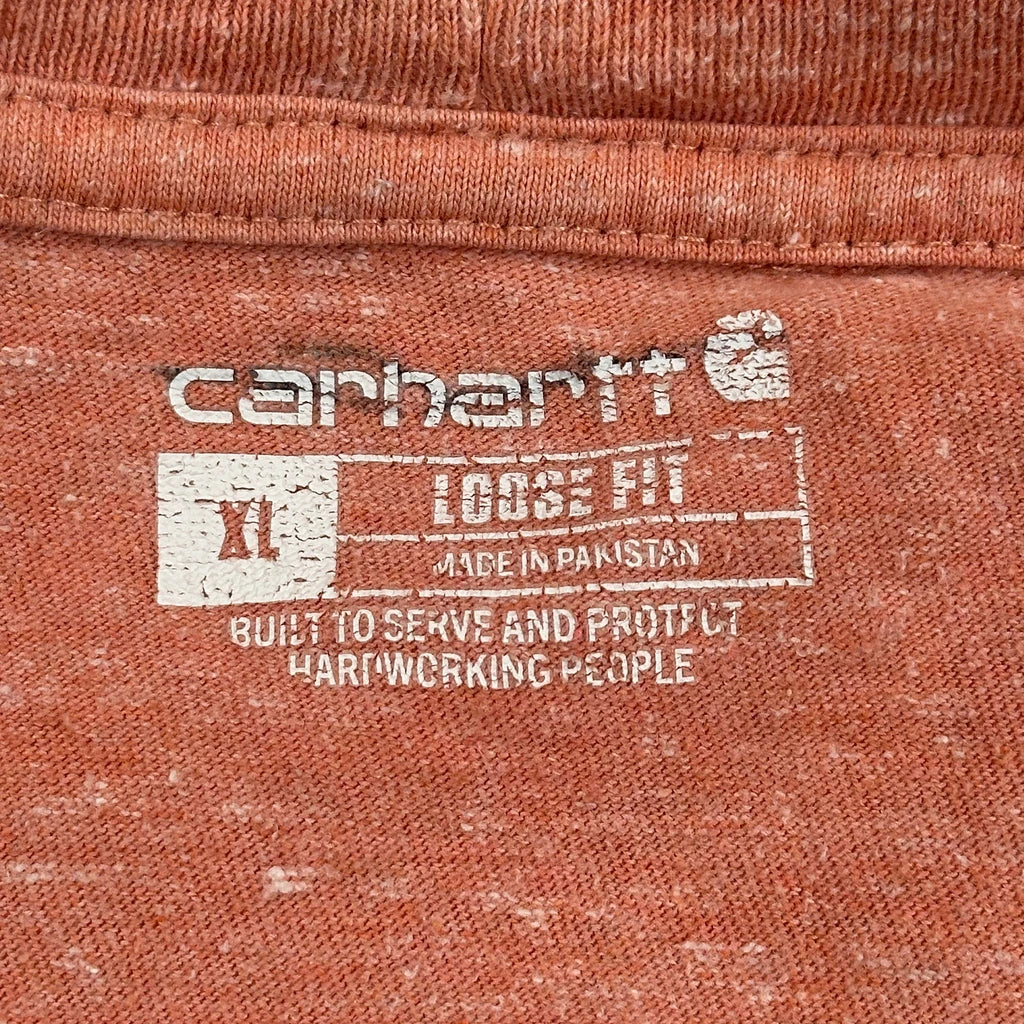 carhartt
XL
LOOSE FIT
MADE IN PAKISTAN
BUILT TO SERVE AND PROTECT
HARDWORKING PEOPLE